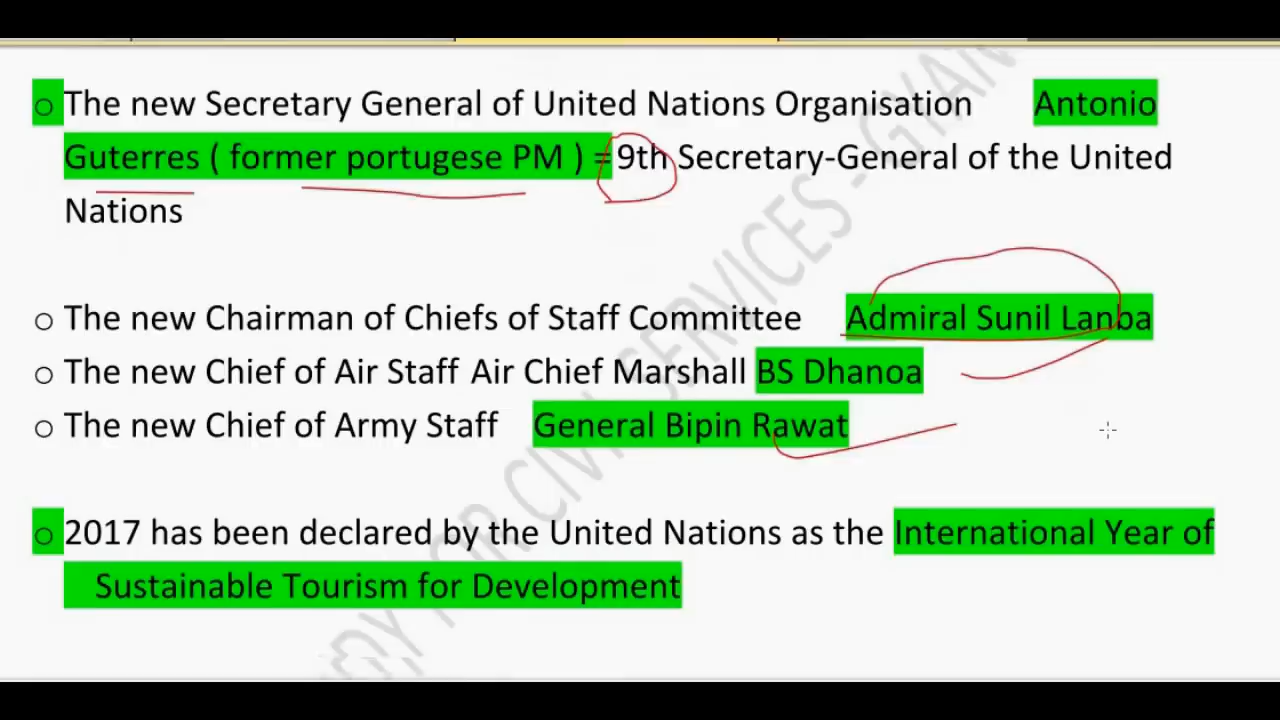 o The new Secretary General of United Nations Organisation Antonio
Guterres ( former portugese PM ) = 9th Secretary-General of the United
Nations
o The new Chairman of Chiefs of Staff Committee Admiral Sunil Lanba
o The new Chief of Air Staff Air Chief Marshall BS Dhanoa
o The new Chief of Army Staff General Bipin Rawat
o 2017 has been declared by the United Nations as the International Year of
Sustainable Tourism for Development